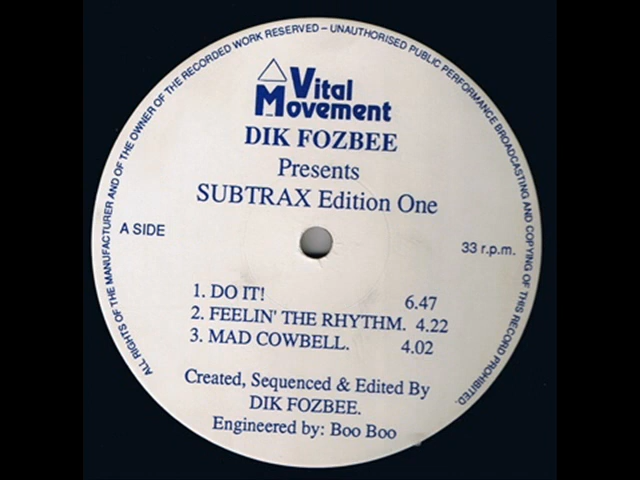 ALL RIGHTS OF THE MANUFACTURER AND OF THE OWNER OF THE RECORDED WORK RESERVED – UNAUTHORISED PUBLIC PERFORMANCE BROADCASTING AND COPYING OF THIS RECORD PROHIBITED.
Vital
Movement
DIK FOZBEE
Presents
SUBTRAX Edition One
A SIDE
33 r.p.m.
1. DO IT! 6.47
2. FEELIN' THE RHYTHM. 4.22
3. MAD COWBELL. 4.02
Created, Sequenced & Edited By
DIK FOZBEE.
Engineered by: Boo Boo